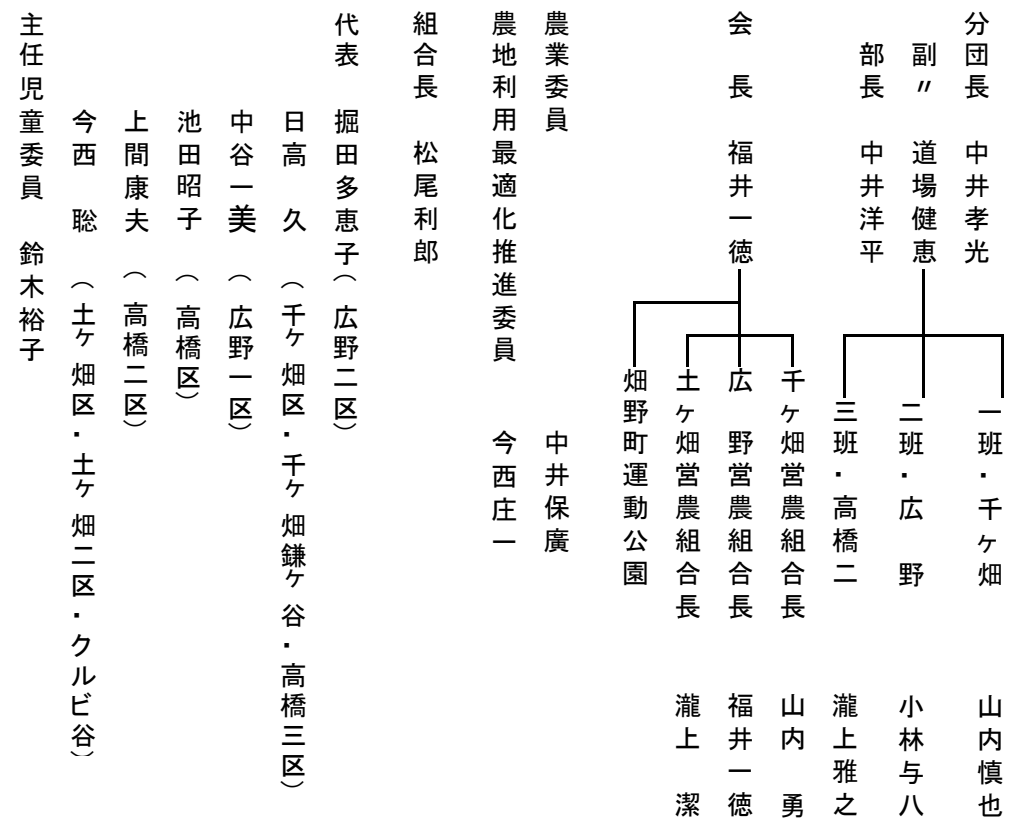 分団長 中井孝光
副〃 道場健恵
部長 中井洋平
一班・千ヶ畑 山内慎也
二班・広 野 小林与八
三班・高橋二 瀧上雅之
会 長 福井一徳
千ヶ畑営農組合長 山内 勇
広 野営農組合長 福井一徳
土ヶ畑営農組合長 瀧上 潔
畑野町運動公園
農業委員 中井保廣
農地利用最適化推進委員 今西庄一
組合長 松尾利郎
代表 掘田多恵子(広野二区)
日高 久 (千ヶ畑区・千ヶ畑鎌ヶ谷・高橋三区)
中谷一美 (広野一区)
池田昭子 (高橋区)
上間康夫 (高橋二区)
今西 聡 (土ヶ畑区・土ヶ畑二区・クルビ谷)
主任児童委員 鈴木裕子